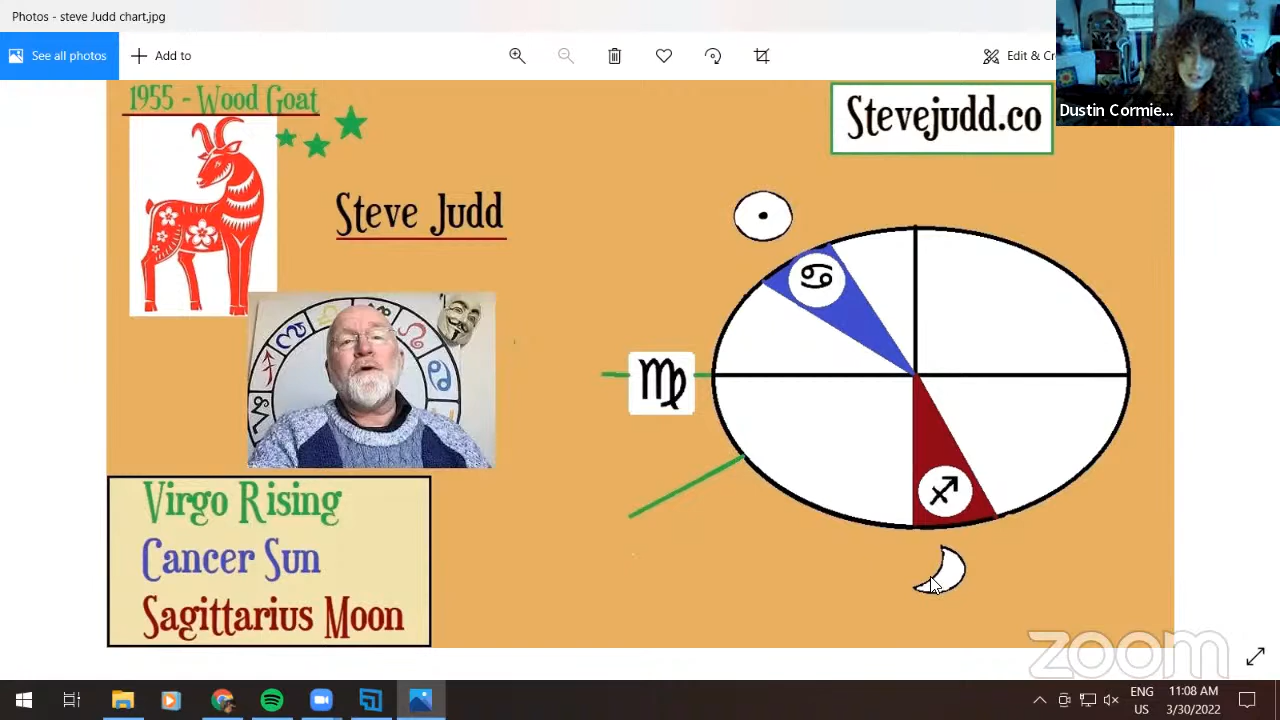 Photos - steve Judd chart.jpg
See all photos
Add to
Edit & Cr
Dustin Cormie...
1955 - Wood Goat
Stevejudd.co
Steve Judd
♋
♍
♐
Virgo Rising
Cancer Sun
Sagittarius Moon
zoom
ENG
US
11:08 AM
3/30/2022